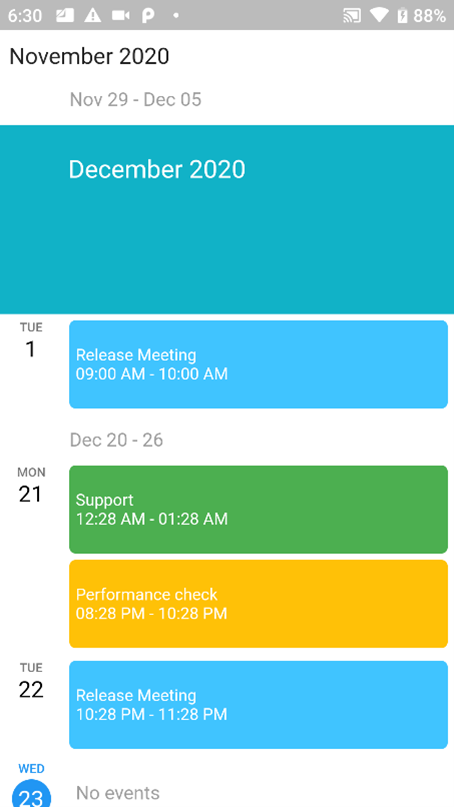 6:30
88%
November 2020
Nov 29 - Dec 05
December 2020
TUE
1
Release Meeting
09:00 AM - 10:00 AM
Dec 20 - 26
MON
21
Support
12:28 AM - 01:28 AM
Performance check
08:28 PM - 10:28 PM
TUE
22
Release Meeting
10:28 PM - 11:28 PM
WED
23
No events